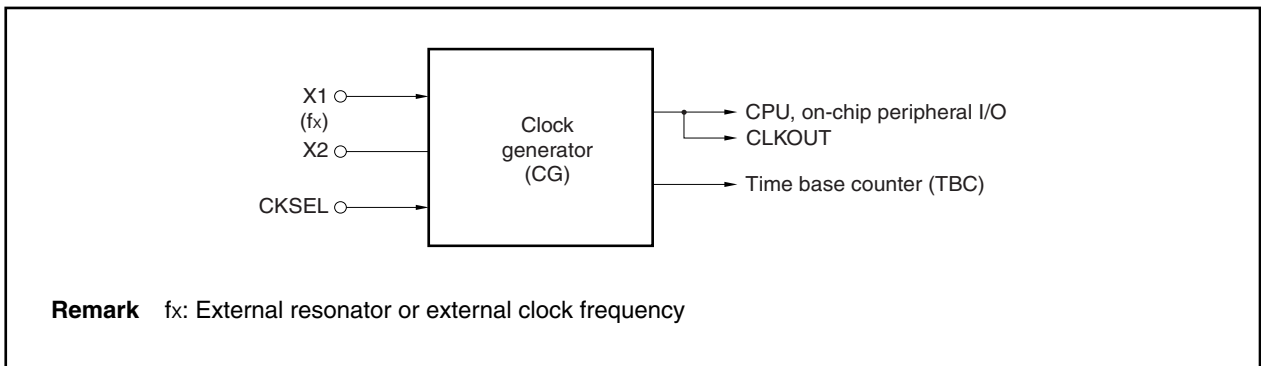 X1
(fx)
X2
CKSEL
Clock
generator
(CG)
CPU, on-chip peripheral I/O
CLKOUT
Time base counter (TBC)
Remark fx: External resonator or external clock frequency